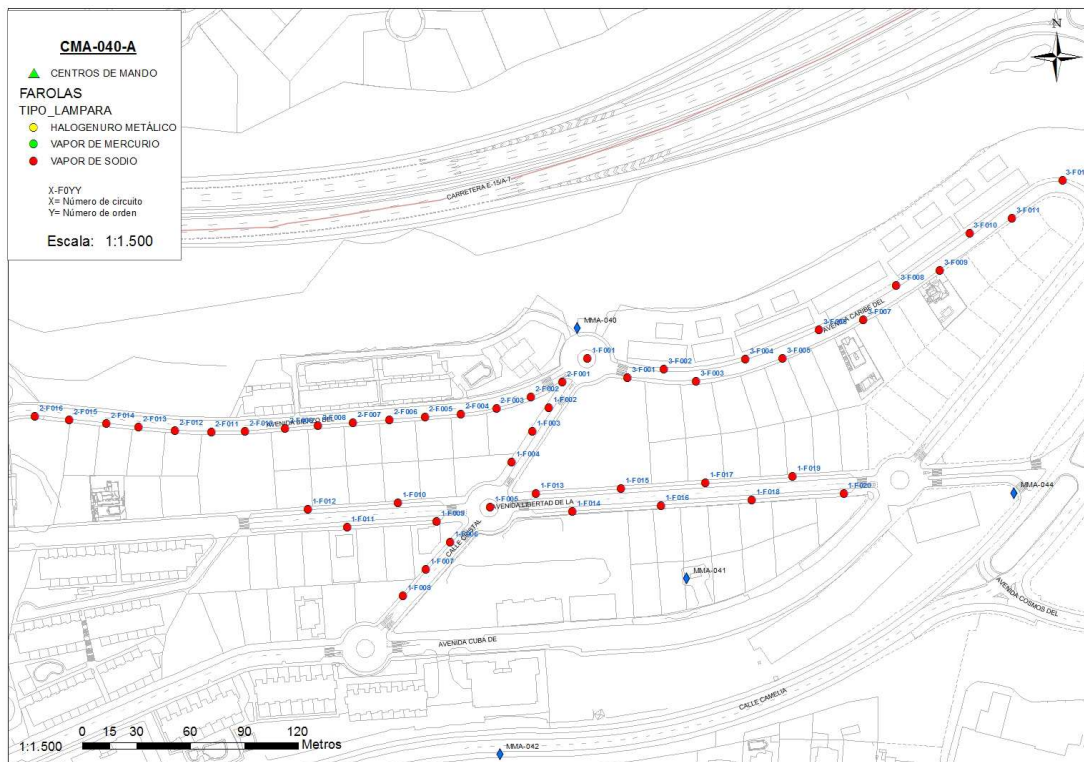 CMA-040-A
CENTROS DE MANDO
FAROLAS
TIPO_LAMPARA
HALOGENURO METÁLICO
VAPOR DE MERCURIO
VAPOR DE SODIO
X-F0YY
X= Número de circuito
Y= Número de orden
Escala: 1:1.500
N
CARRETERA E-15/A-7
3-F01
3-F011
3-F010
3-F009
3-F008
3-F007
AVENIDA CARIBE DEL
MMA-040
1-F001
3-F004
3-F005
3-F002
3-F001
3-F003
2-F001
2-F002
1-F002
2-F003
2-F004
2-F005
2-F006
2-F007
2-F008
2-F011
2-F012
2-F013
2-F014
2-F015
2-F016
1-F003
1-F004
1-F005
AVENIDA LIBERTAD DE LA
1-F012
1-F010
1-F011
1-F009
1-F006
CALLE CRISTAL
1-F007
1-F008
1-F013
1-F014
1-F015
1-F016
1-F017
1-F018
1-F019
1-F020
MMA-044
MMA-041
AVENIDA COSMOS DEL
AVENIDA CUBA DE
CALLE CAMELIA
MMA-042
1:1.500
0 15 30 60 90 120
Metros